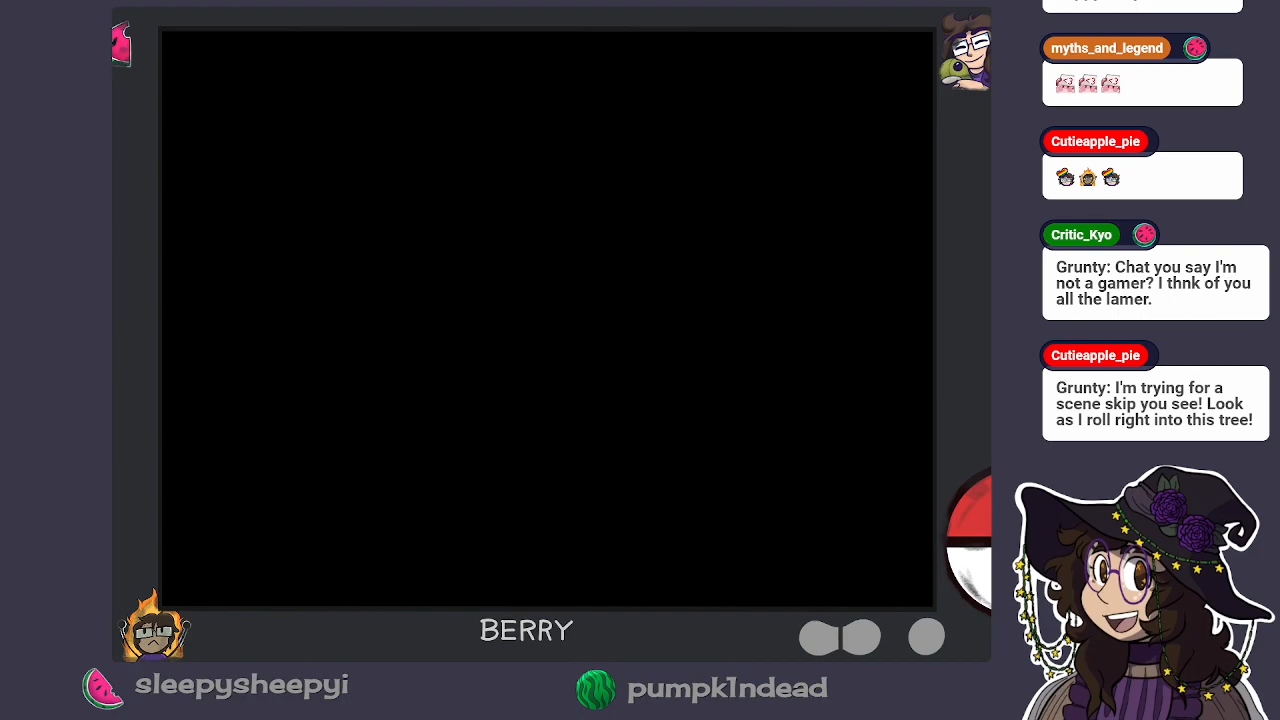 myths_and_legend
Cutieapple_pie
Critic_Kyo
Grunty: Chat you say I'm
not a gamer? I thnk of you
all the lamer.
Cutieapple_pie
Grunty: I'm trying for a
scene skip you see! Look
as I roll right into this tree!
BERRY
sleepysheepyi
pumpk1ndead